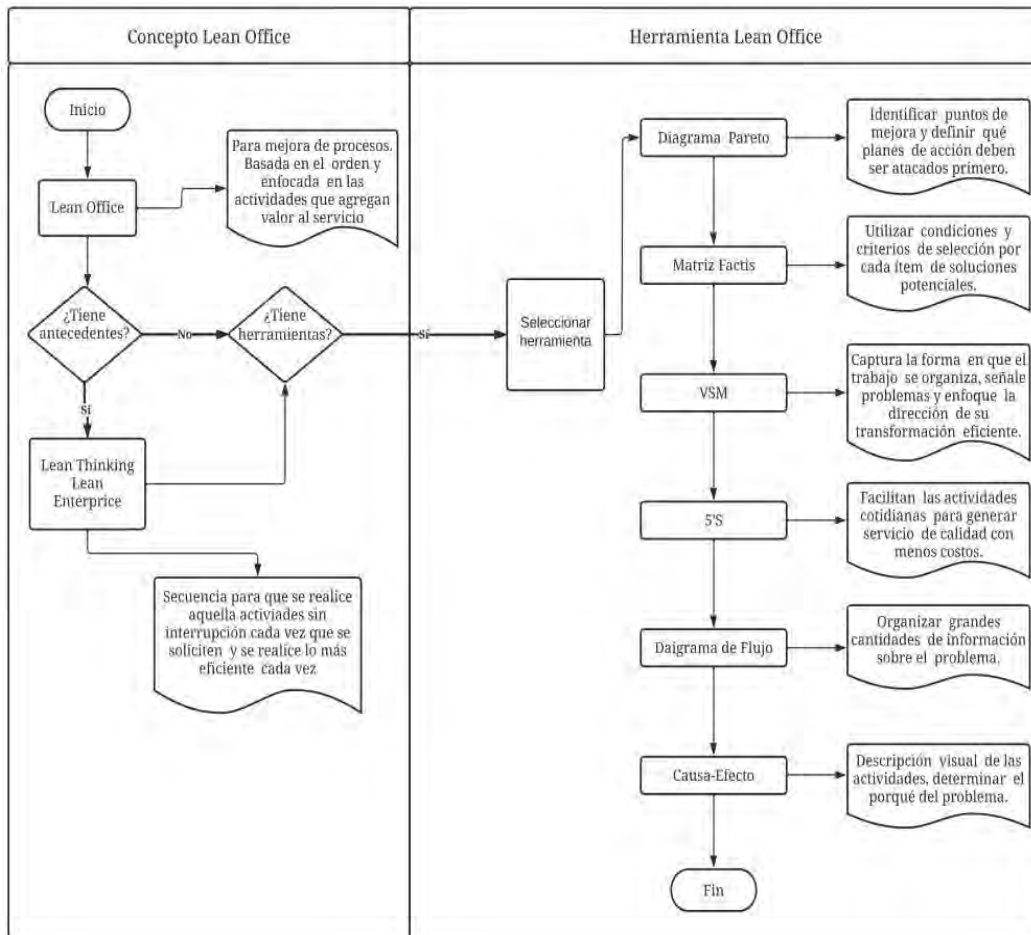 Concepto Lean Office
Herramienta Lean Office
Inicio
Lean Office
Para mejora de procesos.
Basada en el orden y
enfocada en las
actividades que agregan
valor al servicio
¿Tiene
antecedentes?
No
¿Tiene
herramientas?
Sí
Sí
Lean Thinking
Lean
Enterprice
Secuencia para que se realice
aquella activiades sin
interrupción cada vez que se
soliciten y se realice lo más
eficiente cada vez
Seleccionar
herramienta
Diagrama Pareto
Identificar puntos de
mejora y definir qué
planes de acción deben
ser atacados primero.
Matriz Factis
Utilizar condiciones y
criterios de selección por
cada ítem de soluciones
potenciales.
VSM
Captura la forma en que el
trabajo se organiza, señale
problemas y enfoque la
dirección de su
transformación eficiente.
5'S
Facilitan las actividades
cotidianas para generar
servicio de calidad con
menos costos.
Daigrama de Flujo
Organizar grandes
cantidades de información
sobre el problema.
Causa-Efecto
Descripción visual de las
actividades, determinar el
porqué del problema.
Fin